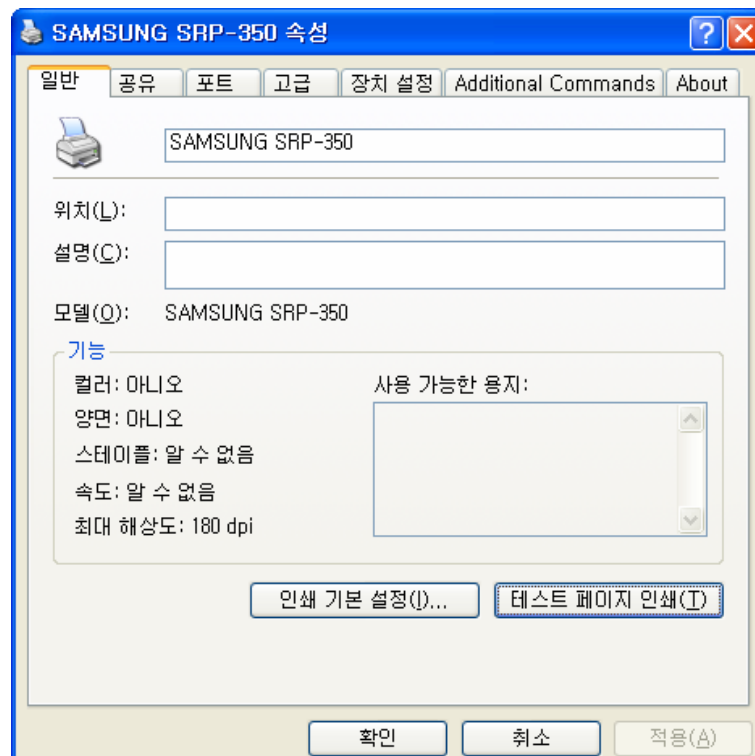 SAMSUNG SRP-350 속성
일반 공유 포트 고급 장치 설정 Additional Commands About
SAMSUNG SRP-350
위치(L):
설명(C):
모델(O): SAMSUNG SRP-350
기능
컬러: 아니오 사용 가능한 용지:
양면: 아니오
스테이플: 알 수 없음
속도: 알 수 없음
최대 해상도: 180 dpi
인쇄 기본 설정(I)... 테스트 페이지 인쇄(T)
확인 취소 적용(A)